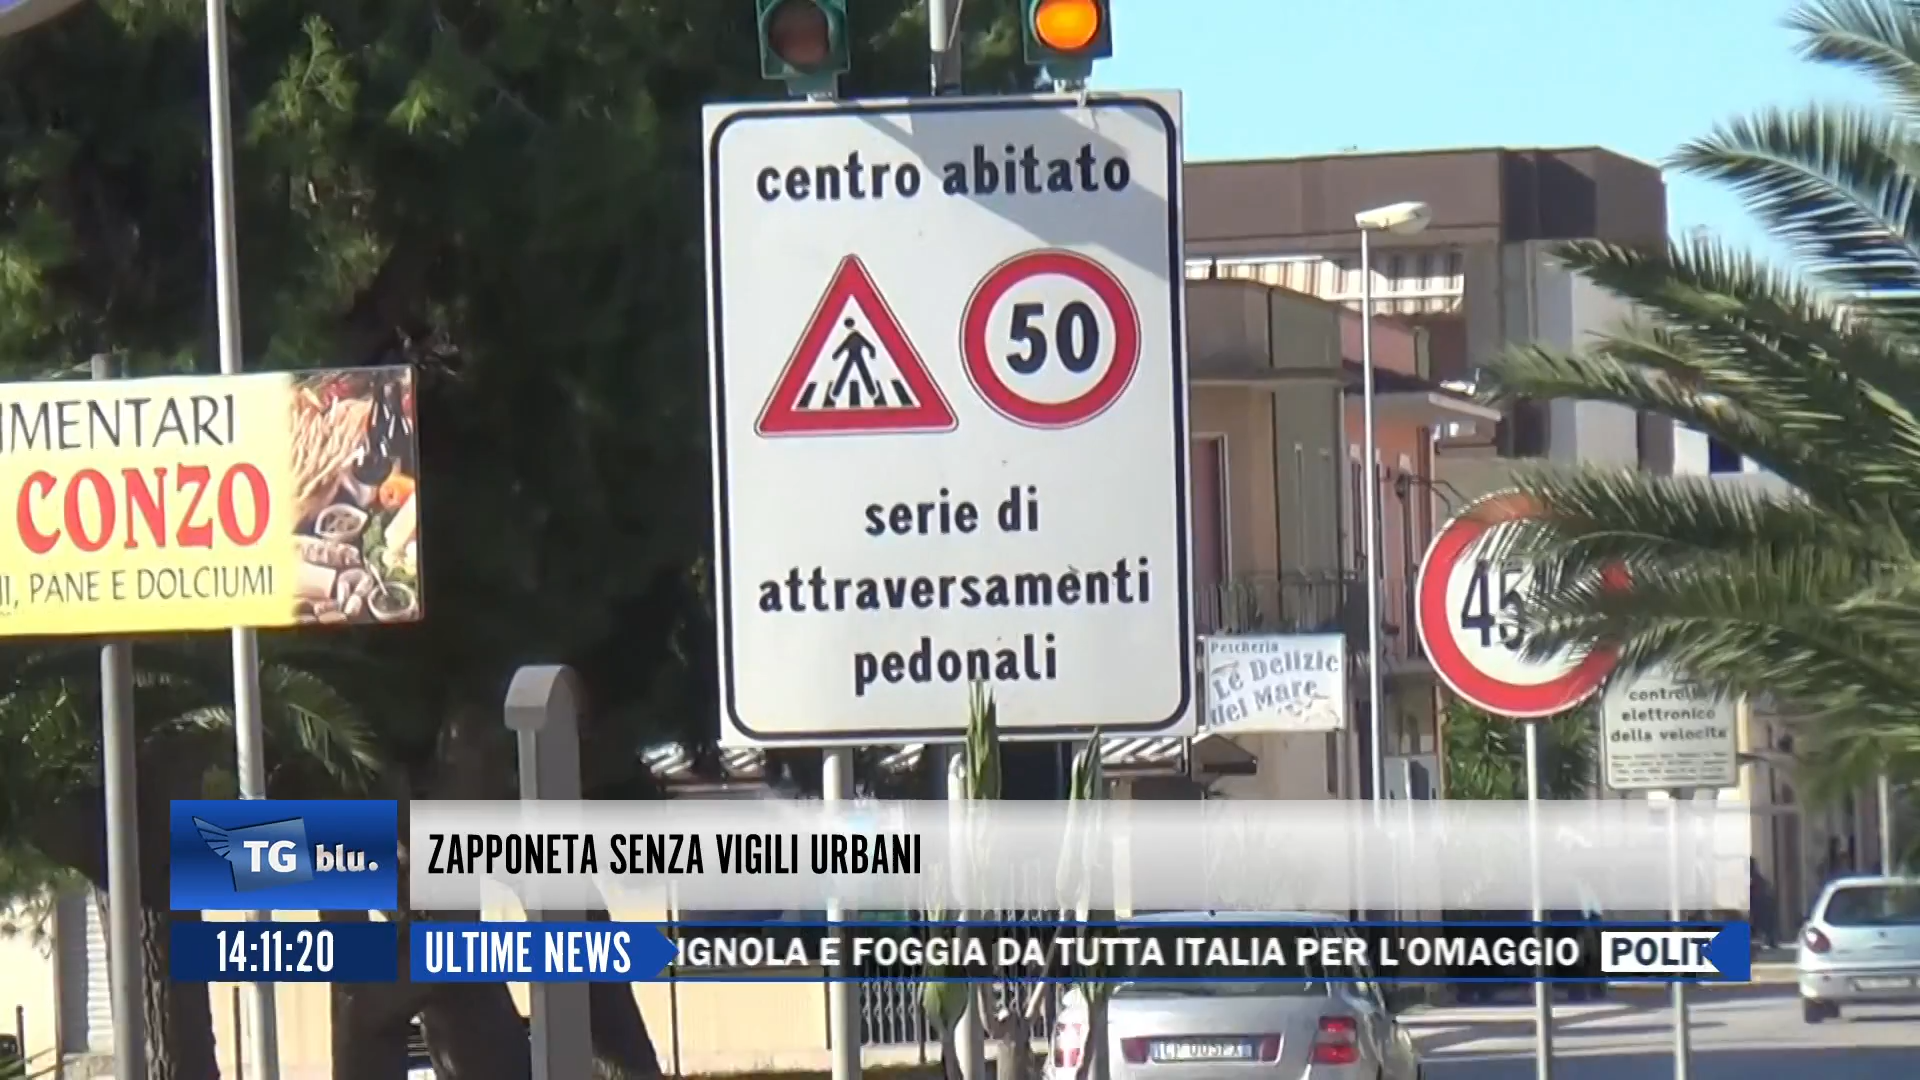 centro abitato
50
serie di
attraversamenti
pedonali
IMENTARI
CONZO
I, PANE E DOLCIUMI
45
Pescheria
Le Delizie
del Mare
controllo
elettronico
della velocità
TG blu.
ZAPPONETA SENZA VIGILI URBANI
14:11:20
ULTIME NEWS
IGNOLA E FOGGIA DA TUTTA ITALIA PER L'OMAGGIO
POLIT